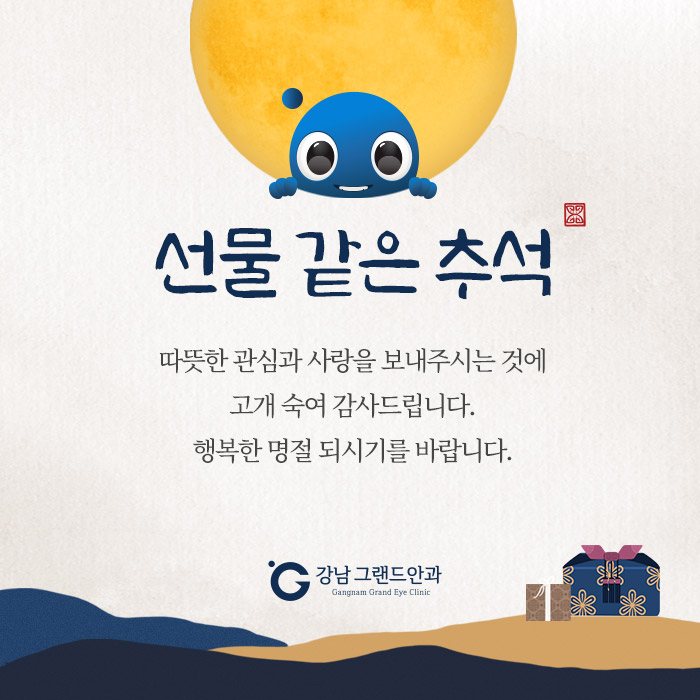 선물 같은 추석
따뜻한 관심과 사랑을 보내주시는 것에
고개 숙여 감사드립니다.
행복한 명절 되시기를 바랍니다.
강남 그랜드안과
Gangnam Grand Eye Clinic